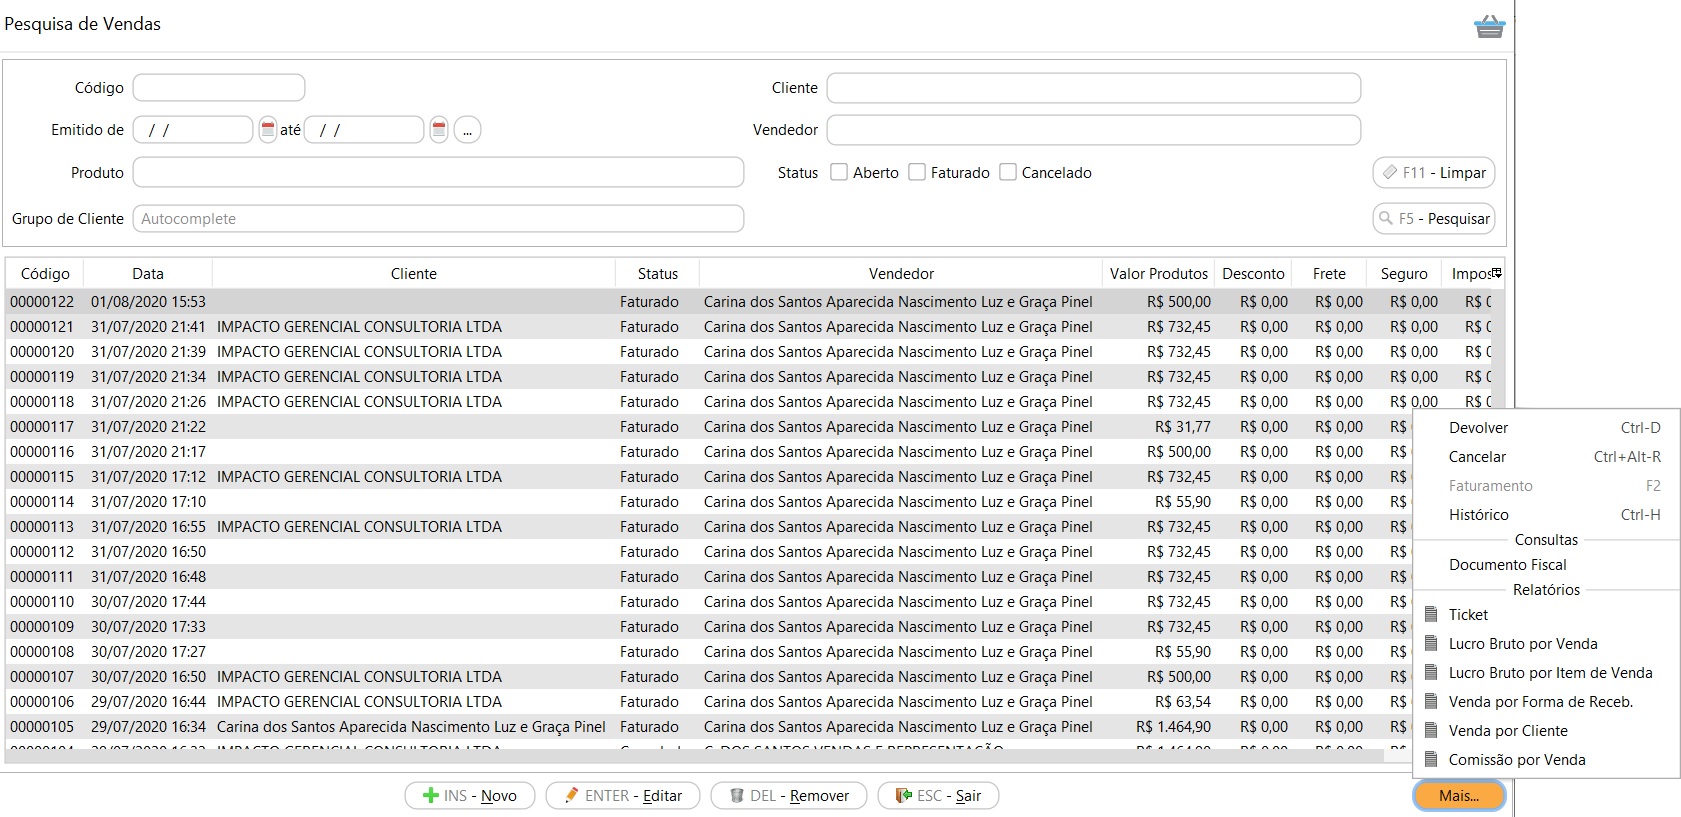 Pesquisa de Vendas
Código Cliente
Emitido de / / até / / ... Vendedor
Produto Status Aberto Faturado Cancelado F11 - Limpar
Grupo de Cliente Autocomplete F5 - Pesquisar
Código Data Cliente Status Vendedor Valor Produtos Desconto Frete Seguro Impos
00000122 01/08/2020 15:53 Faturado Carina dos Santos Aparecida Nascimento Luz e Graça Pinel R$ 500,00 R$ 0,00 R$ 0,00 R$ 0,00 R$ 0
00000121 31/07/2020 21:41 IMPACTO GERENCIAL CONSULTORIA LTDA Faturado Carina dos Santos Aparecida Nascimento Luz e Graça Pinel R$ 732,45 R$ 0,00 R$ 0,00 R$ 0,00 R$ 0
00000120 31/07/2020 21:39 IMPACTO GERENCIAL CONSULTORIA LTDA Faturado Carina dos Santos Aparecida Nascimento Luz e Graça Pinel R$ 732,45 R$ 0,00 R$ 0,00 R$ 0,00 R$ 0
00000119 31/07/2020 21:34 IMPACTO GERENCIAL CONSULTORIA LTDA Faturado Carina dos Santos Aparecida Nascimento Luz e Graça Pinel R$ 732,45 R$ 0,00 R$ 0,00 R$ 0,00 R$ 0
00000118 31/07/2020 21:26 IMPACTO GERENCIAL CONSULTORIA LTDA Faturado Carina dos Santos Aparecida Nascimento Luz e Graça Pinel R$ 732,45 R$ 0,00 R$ 0,00 R$ 0,00 R$ 0
00000117 31/07/2020 21:22 Faturado Carina dos Santos Aparecida Nascimento Luz e Graça Pinel R$ 31,77 R$ 0,00 R$ 0,00 R$
00000116 31/07/2020 21:17 Faturado Carina dos Santos Aparecida Nascimento Luz e Graça Pinel R$ 500,00 R$ 0,00 R$ 0,00 R$
00000115 31/07/2020 17:12 IMPACTO GERENCIAL CONSULTORIA LTDA Faturado Carina dos Santos Aparecida Nascimento Luz e Graça Pinel R$ 732,45 R$ 0,00 R$ 0,00 R$
00000114 31/07/2020 17:10 Faturado Carina dos Santos Aparecida Nascimento Luz e Graça Pinel R$ 55,90 R$ 0,00 R$ 0,00 R$
00000113 31/07/2020 16:55 IMPACTO GERENCIAL CONSULTORIA LTDA Faturado Carina dos Santos Aparecida Nascimento Luz e Graça Pinel R$ 732,45 R$ 0,00 R$ 0,00 R$
00000112 31/07/2020 16:50 Faturado Carina dos Santos Aparecida Nascimento Luz e Graça Pinel R$ 732,45 R$ 0,00 R$ 0,00 R$
00000111 31/07/2020 16:48 Faturado Carina dos Santos Aparecida Nascimento Luz e Graça Pinel R$ 732,45 R$ 0,00 R$ 0,00 R$
00000110 30/07/2020 17:44 Faturado Carina dos Santos Aparecida Nascimento Luz e Graça Pinel R$ 732,45 R$ 0,00 R$ 0,00 R$
00000109 30/07/2020 17:33 Faturado Carina dos Santos Aparecida Nascimento Luz e Graça Pinel R$ 732,45 R$ 0,00 R$ 0,00 R$
00000108 30/07/2020 17:27 Faturado Carina dos Santos Aparecida Nascimento Luz e Graça Pinel R$ 55,90 R$ 0,00 R$ 0,00 R$
00000107 30/07/2020 16:50 IMPACTO GERENCIAL CONSULTORIA LTDA Faturado Carina dos Santos Aparecida Nascimento Luz e Graça Pinel R$ 500,00 R$ 0,00 R$ 0,00 R$
00000106 29/07/2020 16:44 IMPACTO GERENCIAL CONSULTORIA LTDA Faturado Carina dos Santos Aparecida Nascimento Luz e Graça Pinel R$ 63,54 R$ 0,00 R$ 0,00 R$
00000105 29/07/2020 16:34 Carina dos Santos Aparecida Nascimento Luz e Graça Pinel Faturado Carina dos Santos Aparecida Nascimento Luz e Graça Pinel R$ 1.464,90 R$ 0,00 R$ 0,00 R$
Devolver Ctrl-D
Cancelar Ctrl+Alt-R
Faturamento F2
Histórico Ctrl-H
Consultas
Documento Fiscal
Relatórios
Ticket
Lucro Bruto por Venda
Lucro Bruto por Item de Venda
Venda por Forma de Receb.
Venda por Cliente
Comissão por Venda
INS - Novo ENTER - Editar DEL - Remover ESC - Sair Mais...